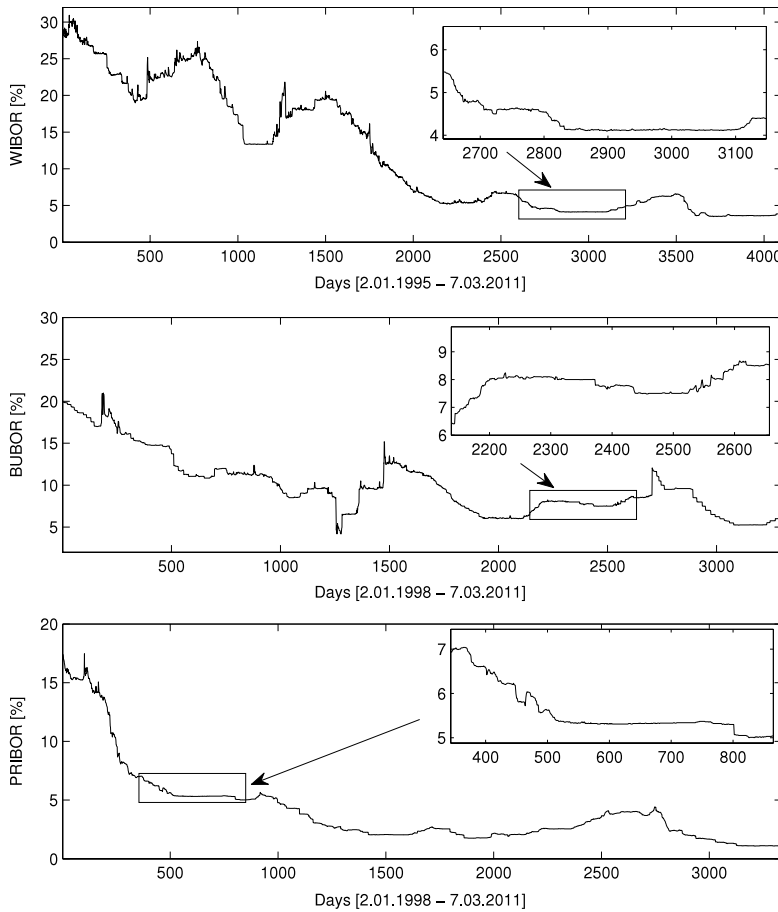 WIBOR [%]
30
25
20
15
10
5
0
6
5
4
2700 2800 2900 3000 3100
500 1000 1500 2000 2500 3000 3500 4000
Days [2.01.1995 – 7.03.2011]
BUBOR [%]
30
25
20
15
10
5
9
8
7
6
2200 2300 2400 2500 2600
500 1000 1500 2000 2500 3000
Days [2.01.1998 – 7.03.2011]
PRIBOR [%]
20
15
10
5
0
7
6
5
400 500 600 700 800
500 1000 1500 2000 2500 3000
Days [2.01.1998 – 7.03.2011]